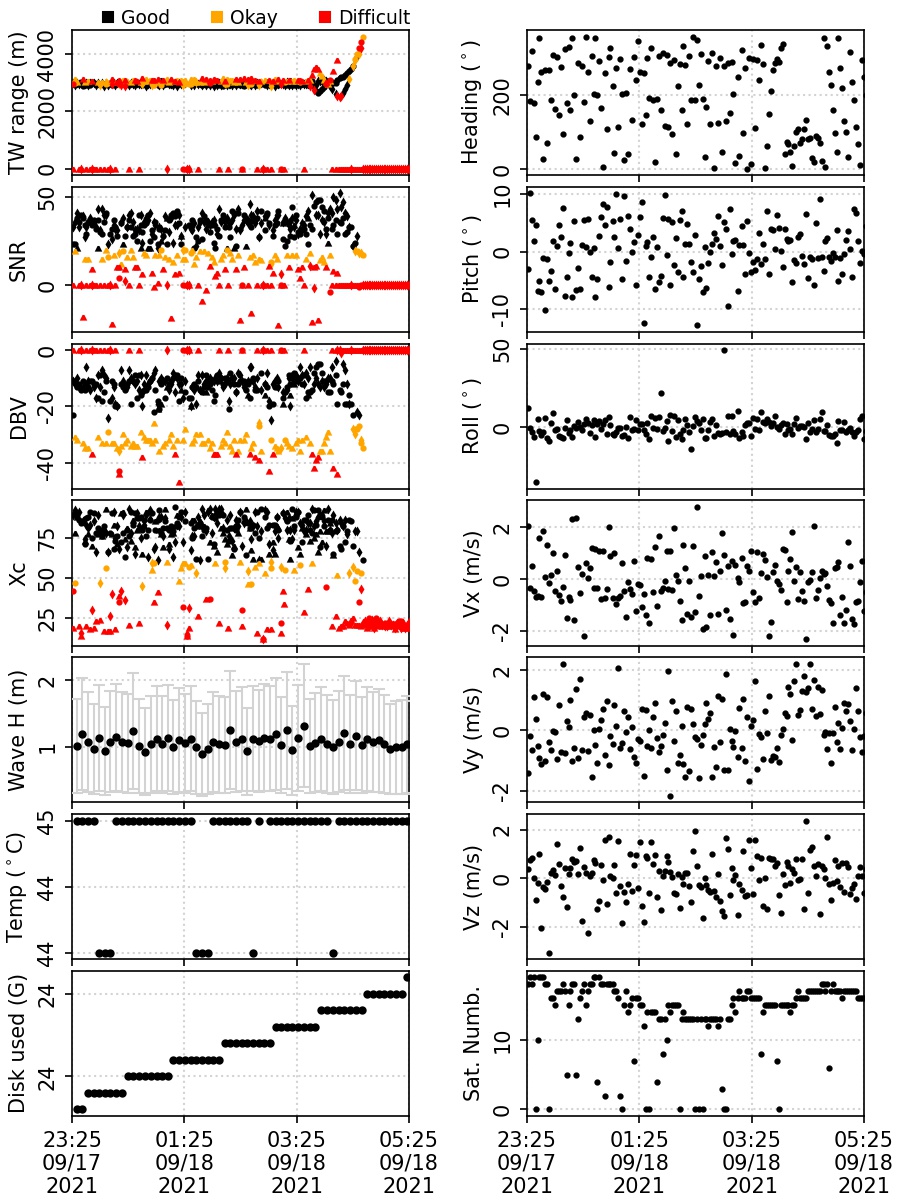 Good Okay Difficult
TW range (m)
4000
2000
0
Heading (°)
200
0
SNR
50
0
Pitch (°)
10
0
-10
DBV
0
-20
-40
Roll (°)
50
0
Xc
75
50
25
Vx (m/s)
2
0
-2
Wave H (m)
2
1
Vy (m/s)
2
0
-2
Temp (°C)
45
44
44
Vz (m/s)
2
0
-2
Disk used (G)
24
24
Sat. Numb.
10
0
23:25 01:25 03:25 05:25 23:25 01:25 03:25 05:25
09/17 09/18 09/18 09/18 09/17 09/18 09/18 09/18
2021 2021 2021 2021 2021 2021 2021 2021